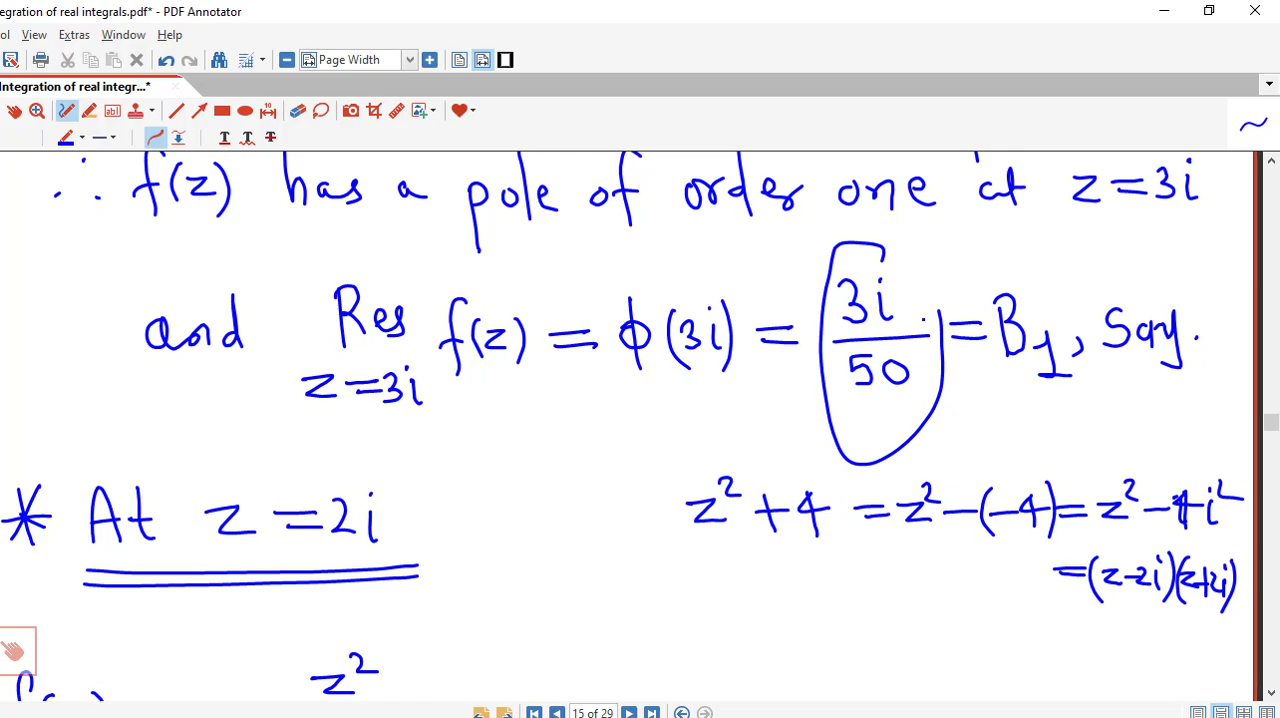 egration of real integrals.pdf* - PDF Annotator
ol View Extras Window Help
Page Width
Integration of real integr...*
∴ f(z) has a pole of order one at z=3i
and Res f(z) = ϕ(3i) = 3i/50 = B₁, say.
z=3i
* At z=2i
z²+4 = z²-(-4) = z²-4i²
=(z-2i)(z+2i)
z²
15 of 29